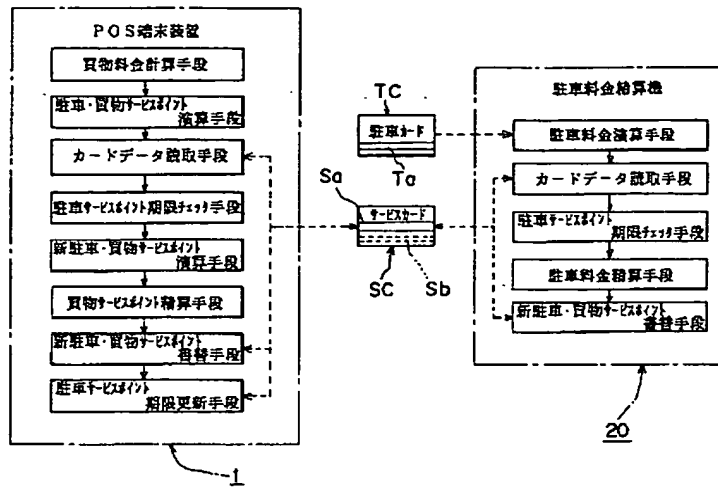 POS端末装置
買物料金計算手段
駐車・買物サービスポイント
演算手段
カードデータ読取手段
駐車サービスポイント期限チェック手段
新駐車・買物サービスポイント
演算手段
買物サービスポイント精算手段
新駐車・買物サービスポイント
書替手段
駐車サービスポイント
期限更新手段
1
TC
駐車カード
Ta
Sa
サービスカード
SC
Sb
駐車料金精算機
駐車料金演算手段
カードデータ読取手段
駐車サービスポイント
期限チェック手段
駐車料金精算手段
新駐車・買物サービスポイント
書替手段
20